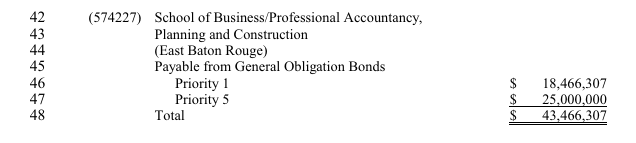 42 (574227) School of Business/Professional Accountancy,
43 Planning and Construction
44 (East Baton Rouge)
45 Payable from General Obligation Bonds
46 Priority 1 $ 18,466,307
47 Priority 5 $ 25,000,000
48 Total $ 43,466,307